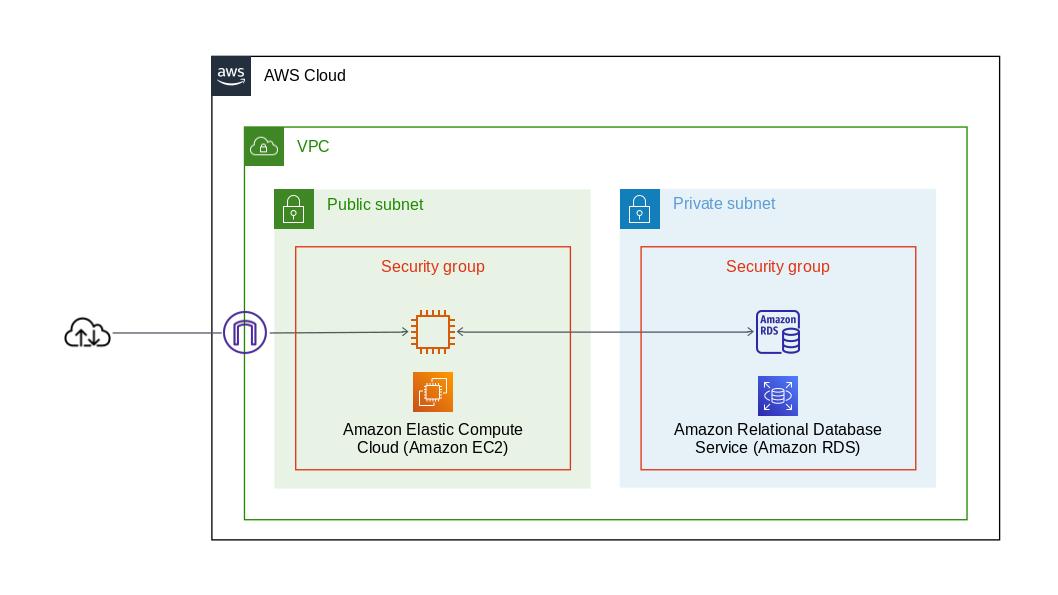 aws
AWS Cloud
VPC
Public subnet
Private subnet
Security group
Security group
Amazon
RDS
Amazon Elastic Compute
Cloud (Amazon EC2)
Amazon Relational Database
Service (Amazon RDS)